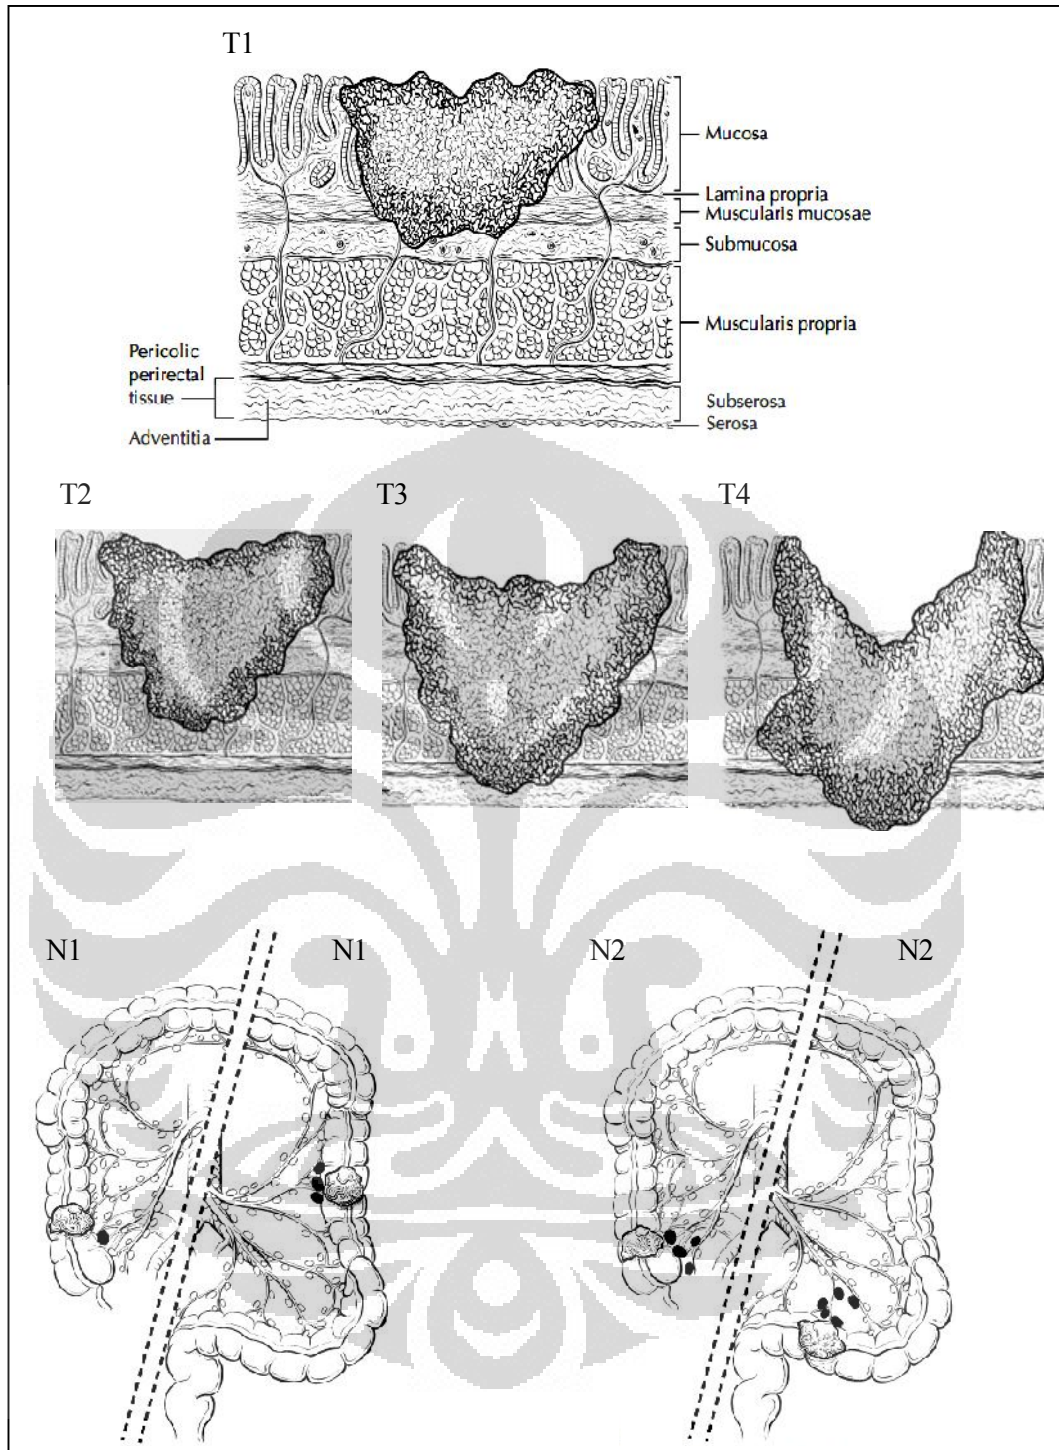 T1
Mucosa
Lamina propria
Muscularis mucosae
Submucosa
Muscularis propria
Pericolic
perirectal
tissue
Adventitia
Subserosa
Serosa
T2
T3
T4
N1
N1
N2
N2